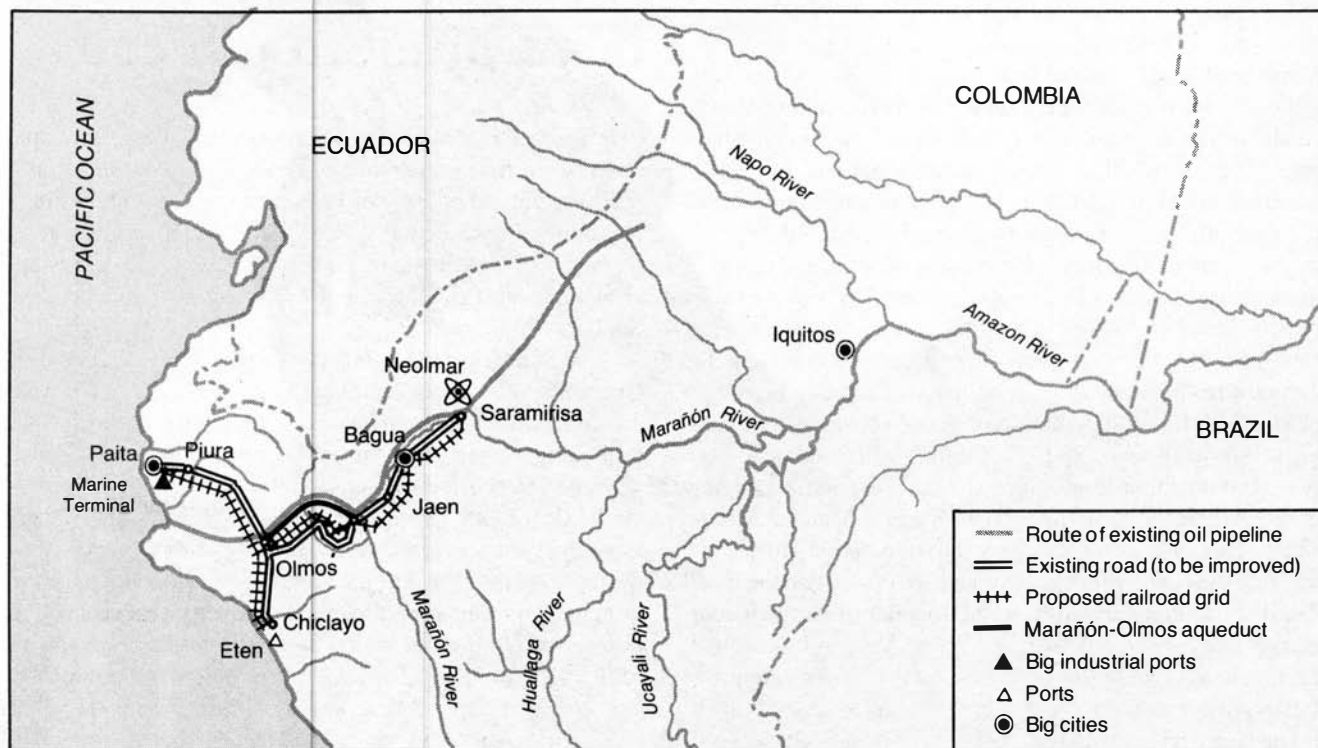 PACIFIC OCEAN
ECUADOR
COLOMBIA
Napo River
Iquitos
Amazon River
Neolmar
Saramirisa
Marañón River
BRAZIL
Bagua
Paita
Piura
Marine
Terminal
Jaen
Olmos
Chiclayo
Eten
Marañón River
Huallaga River
Ucayali River
Route of existing oil pipeline
Existing road (to be improved)
Proposed railroad grid
Marañón-Olmos aqueduct
Big industrial ports
Ports
Big cities